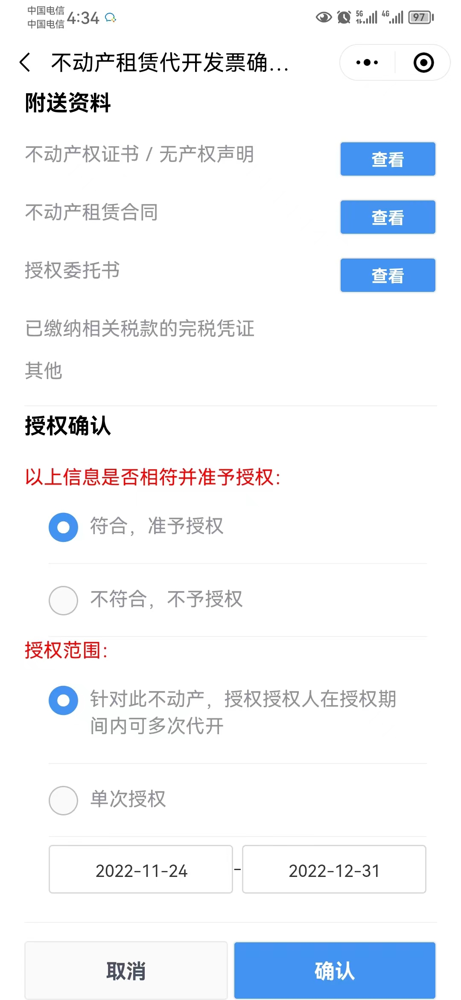 中国电信
中国电信
4:34
5G
4G
97
不动产租赁代开发票确...
附送资料
不动产权证书 / 无产权声明
查看
不动产租赁合同
查看
授权委托书
查看
已缴纳相关税款的完税凭证
其他
授权确认
以上信息是否相符并准予授权：
符合，准予授权
不符合，不予授权
授权范围：
针对此不动产，授权授权人在授权期
间内可多次代开
单次授权
2022-11-24 - 2022-12-31
取消
确认